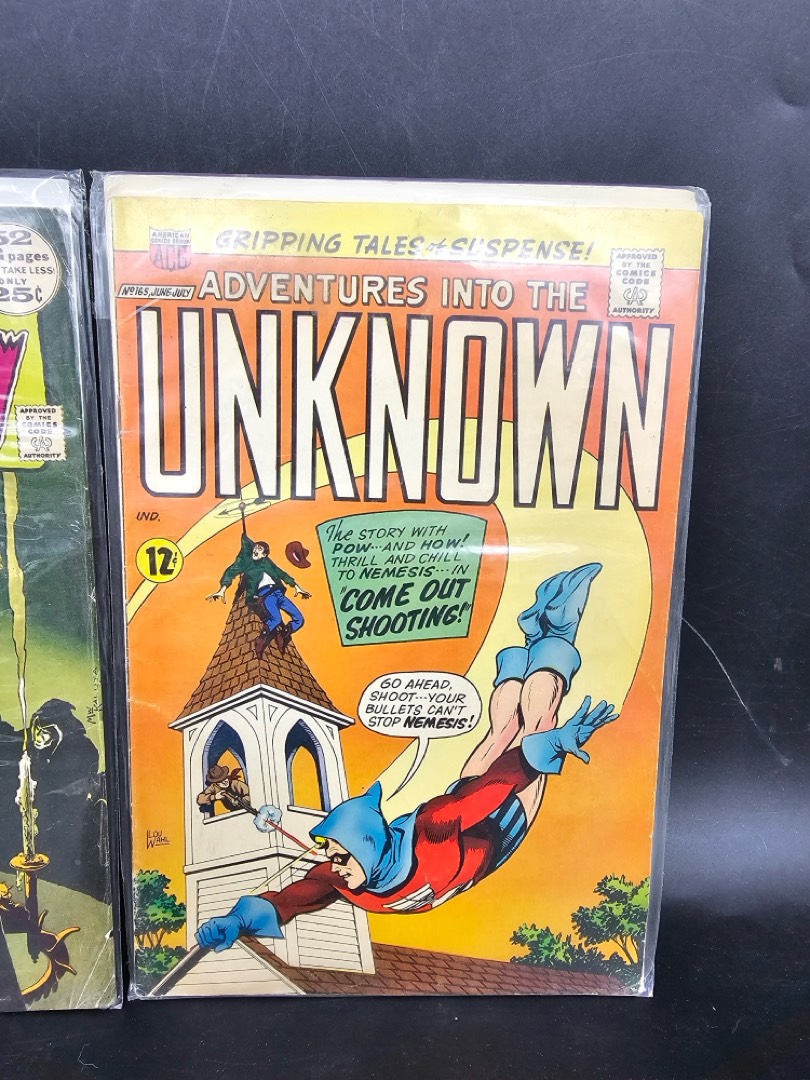 52
pages
TAKE LESS!
ONLY
25¢
APPROVED
BY THE
COMICS
CODE
AUTHORITY
AMERICAN
COMICS GROUP
ACG
GRIPPING TALES of SUSPENSE!
APPROVED
BY THE
COMICS
CODE
AUTHORITY
No 165, JUNE-JULY
ADVENTURES INTO THE
UNKNOWN
IND.
12¢
The STORY WITH
POW---AND HOW!
THRILL AND CHILL
TO NEMESIS---IN
"COME OUT
SHOOTING!"
GO AHEAD,
SHOOT---YOUR
BULLETS CAN'T
STOP NEMESIS!
LOU
WAHL